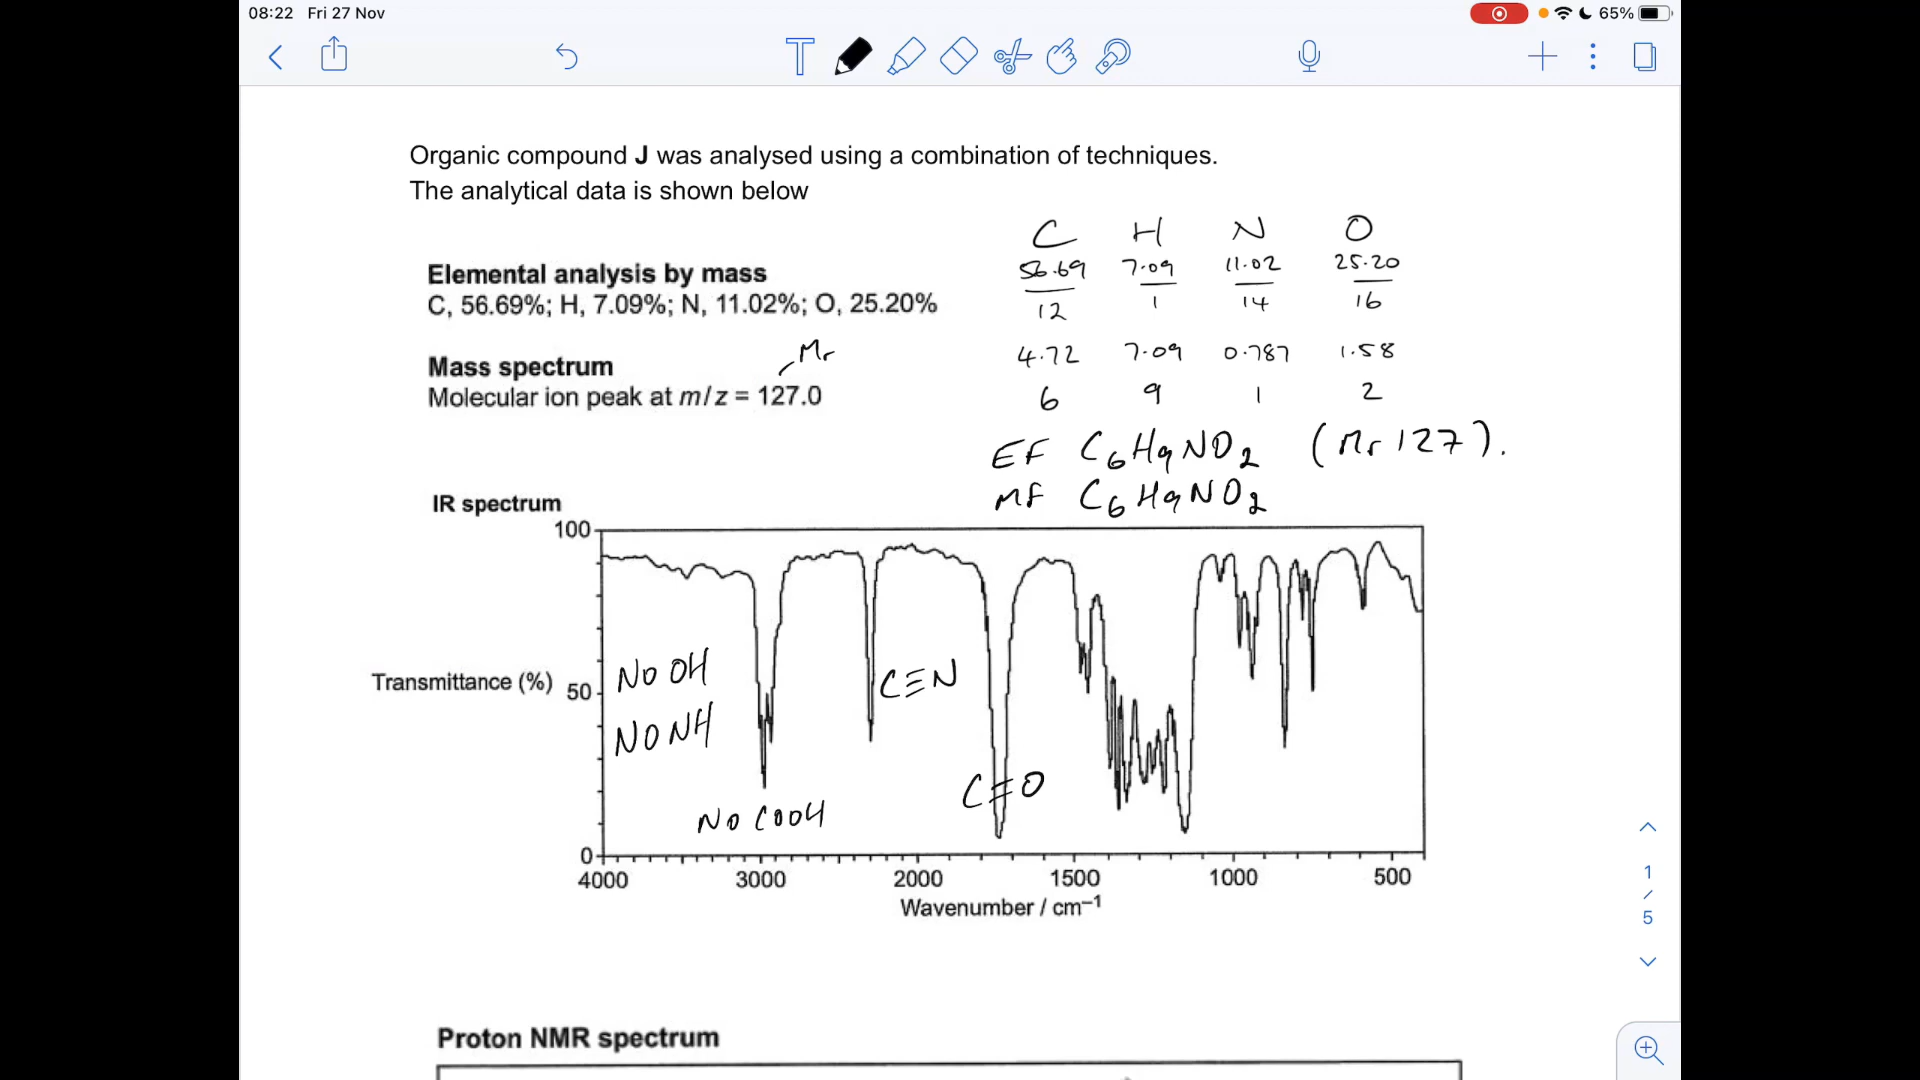 08:22 Fri 27 Nov
65%
T
Organic compound J was analysed using a combination of techniques.
The analytical data is shown below
C H N O
Elemental analysis by mass
56.69 7.09 11.02 25.20
C, 56.69%; H, 7.09%; N, 11.02%; O, 25.20%
12 1 14 16
Mr
Mass spectrum
4.72 7.09 0.787 1.58
Molecular ion peak at m/z = 127.0
6 9 1 2
EF C₆H₉NO₂ (Mr 127).
MF C₆H₉NO₂
IR spectrum
100
NO OH
C≡N
Transmittance (%)
50
NO NH
C=O
NO COOH
0
4000 3000 2000 1500 1000 500
Wavenumber / cm⁻¹
1
/
5
Proton NMR spectrum